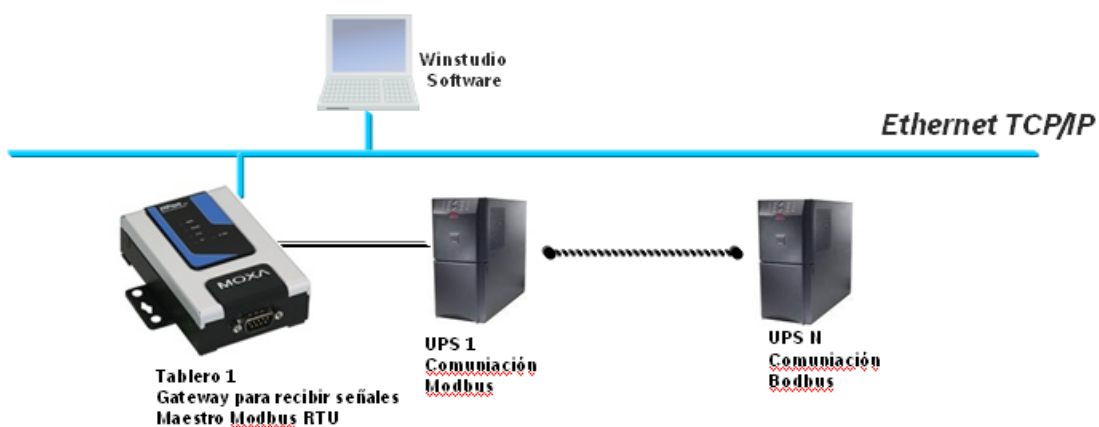 Winstudio
Software
Ethernet TCP/IP
MOXA
UPS 1
Comuniación
Modbus
UPS N
Comuniación
Bodbus
Tablero 1
Gateway para recibir señales
Maestro Modbus RTU